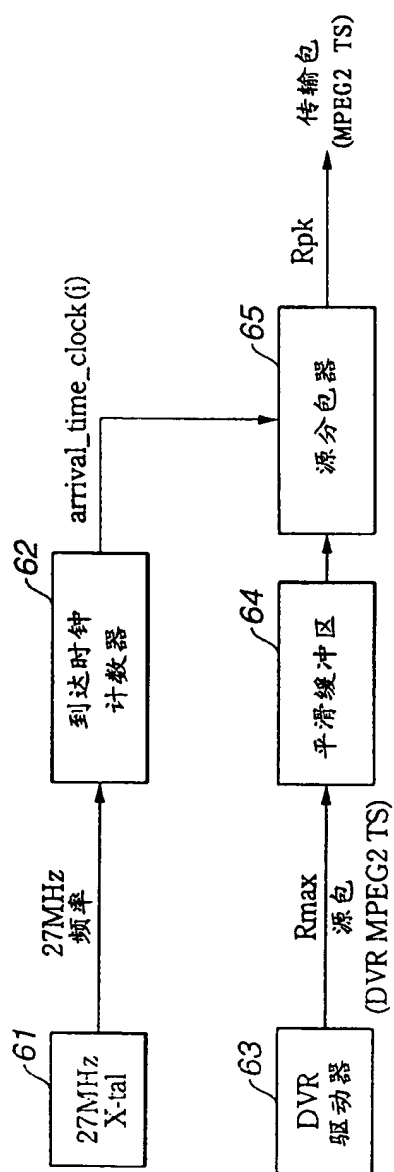 61
27MHz
X-tal
27MHz
频率
62
到达时钟
计数器
arrival_time_clock(i)
63
DVR
驱动器
Rmax
源包
(DVR MPEG2 TS)
64
平滑缓冲区
65
源分包器
Rpk
传输包
(MPEG2 TS)